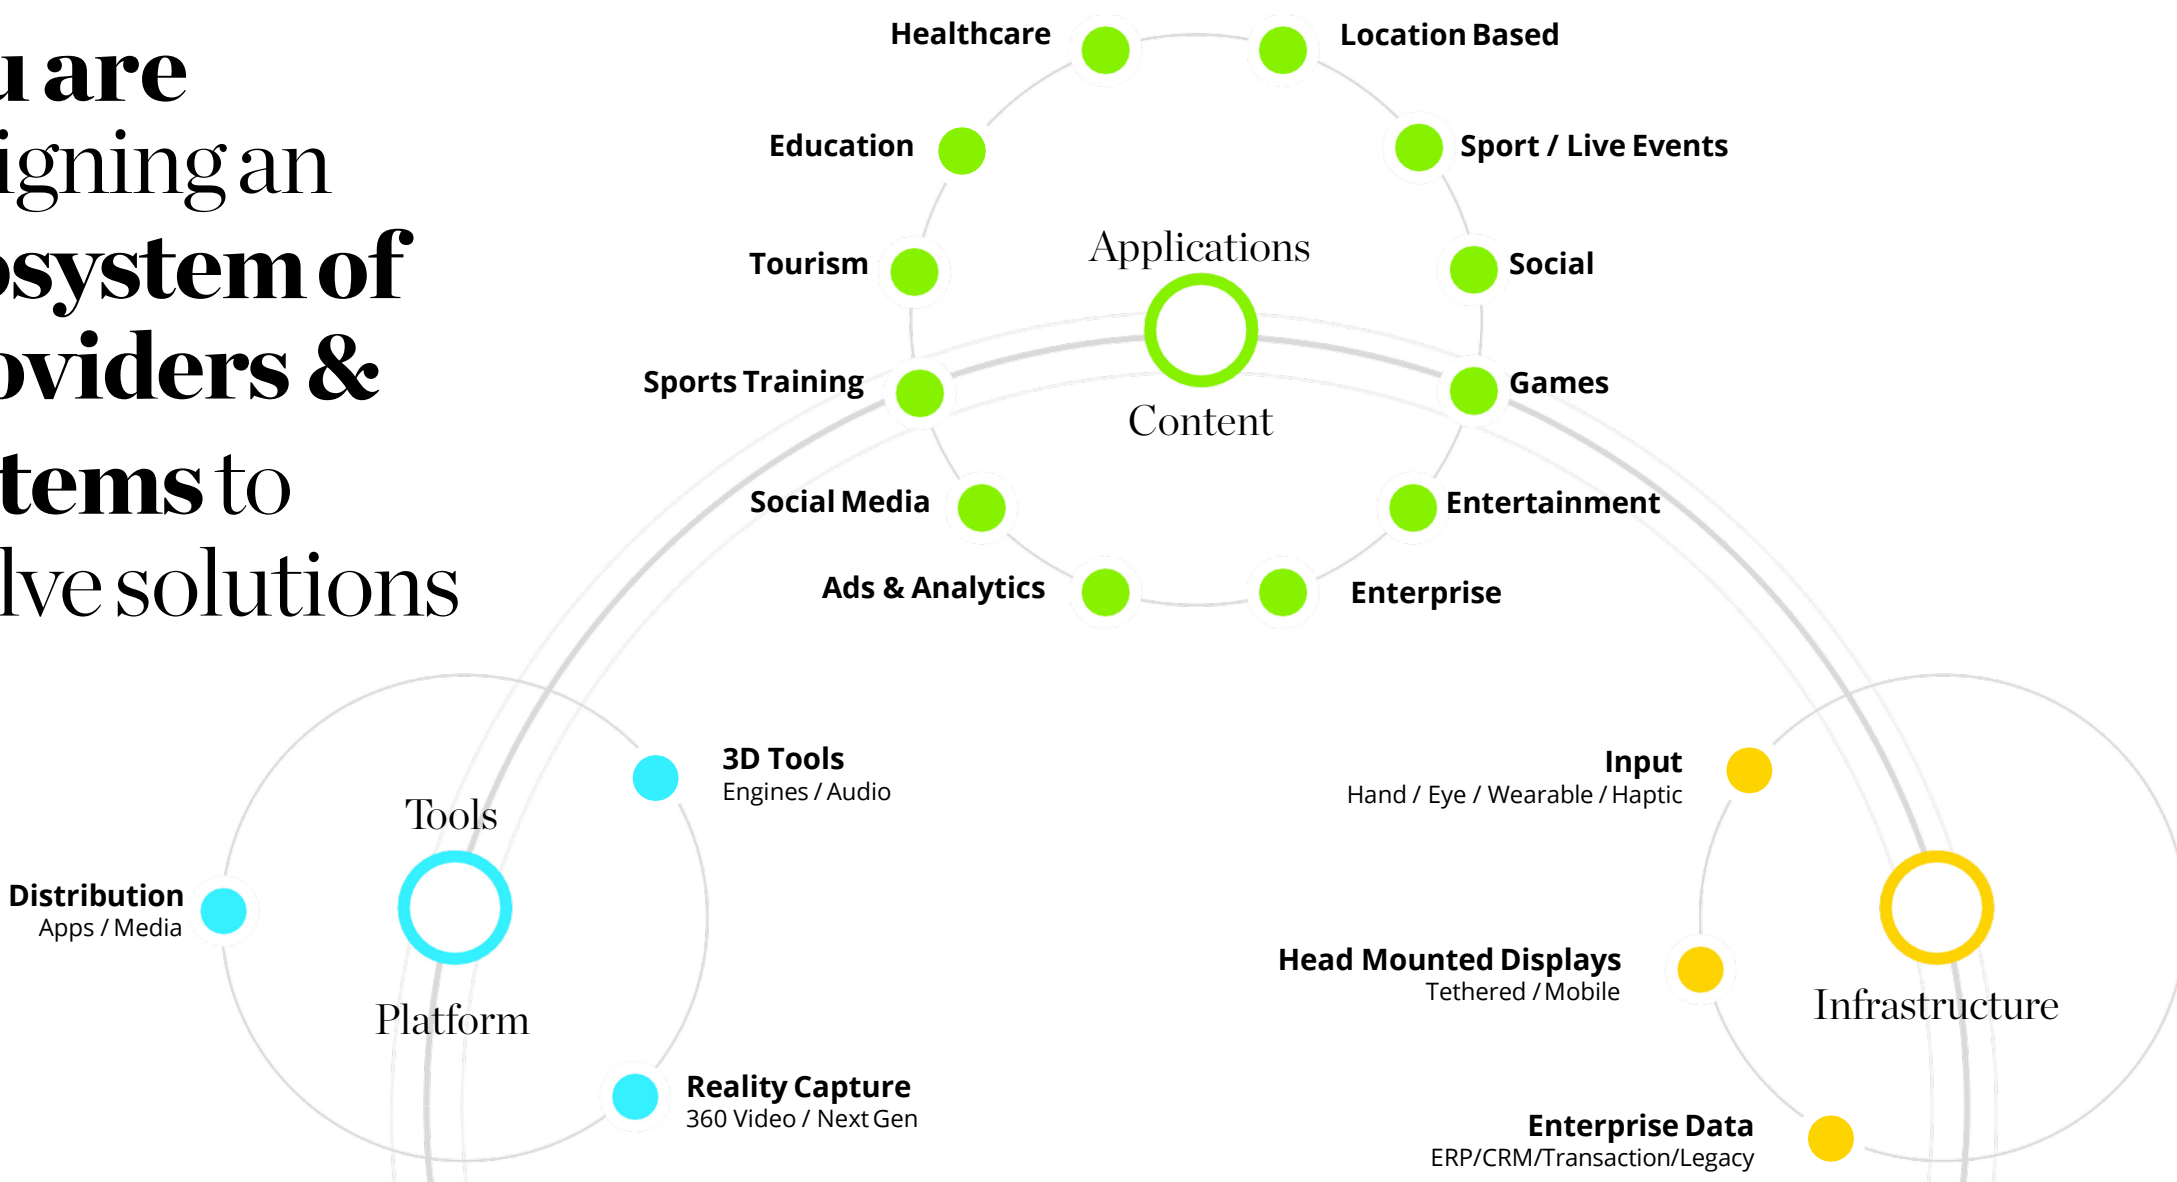 u are
igning an
osystem of
oviders &
tems to
lve solutions
Healthcare
Location Based
Education
Sport / Live Events
Tourism
Applications
Social
Sports Training
Games
Content
Social Media
Entertainment
Ads & Analytics
Enterprise
3D Tools
Engines / Audio
Tools
Distribution
Apps / Media
Platform
Reality Capture
360 Video / Next Gen
Input
Hand / Eye / Wearable / Haptic
Head Mounted Displays
Tethered / Mobile
Infrastructure
Enterprise Data
ERP/CRM/Transaction/Legacy